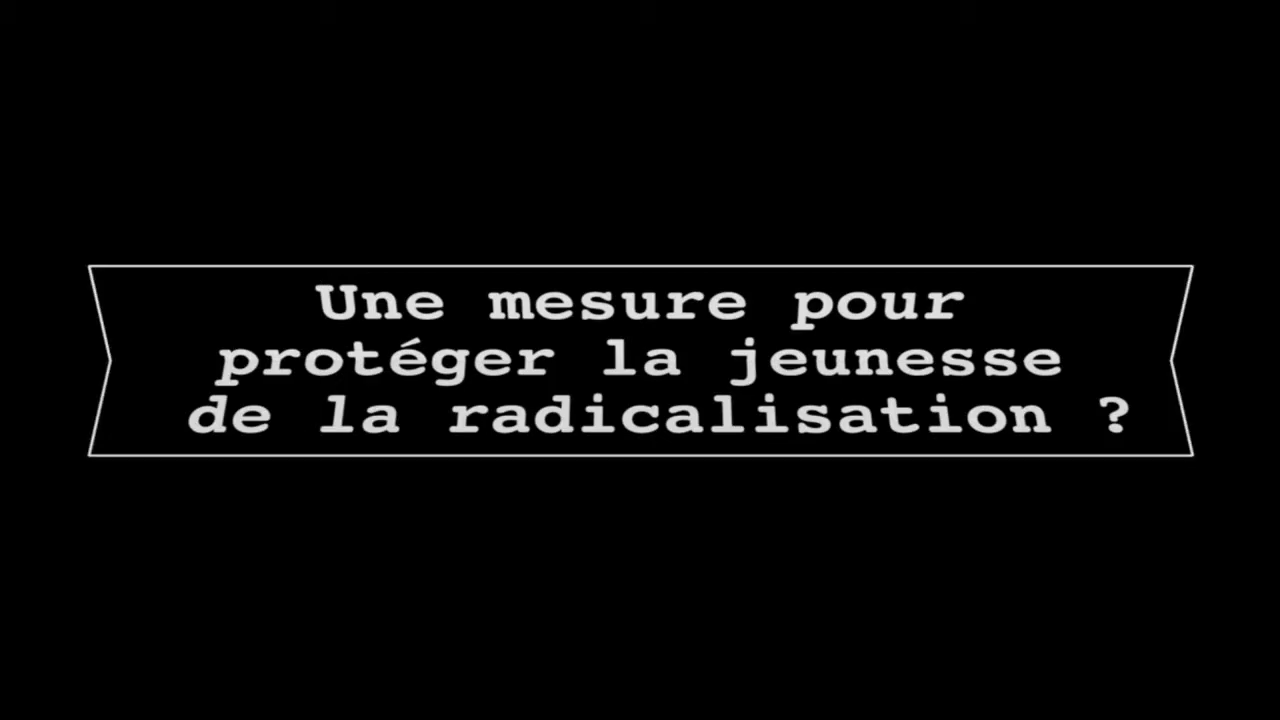 Une mesure pour
protéger la jeunesse
de la radicalisation ?